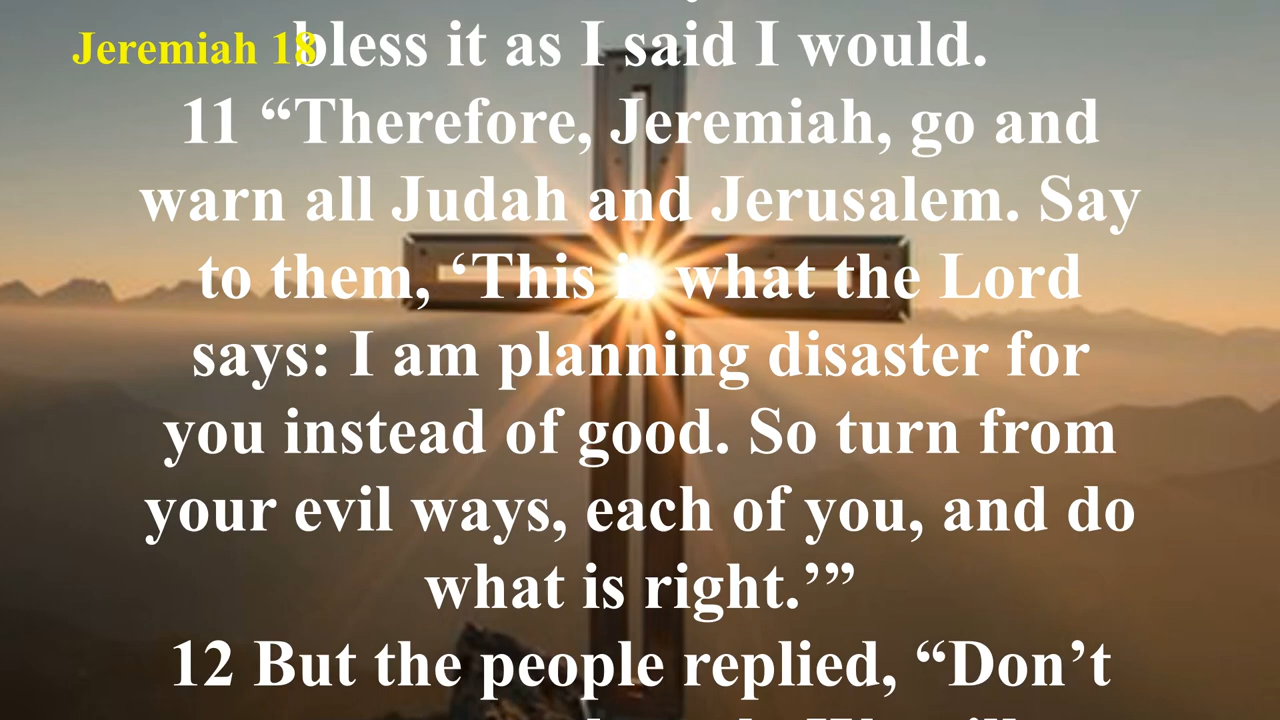 Jeremiah 18
bless it as I said I would.
11 “Therefore, Jeremiah, go and
warn all Judah and Jerusalem. Say
to them, ‘This is what the Lord
says: I am planning disaster for
you instead of good. So turn from
your evil ways, each of you, and do
what is right.’”
12 But the people replied, “Don’t